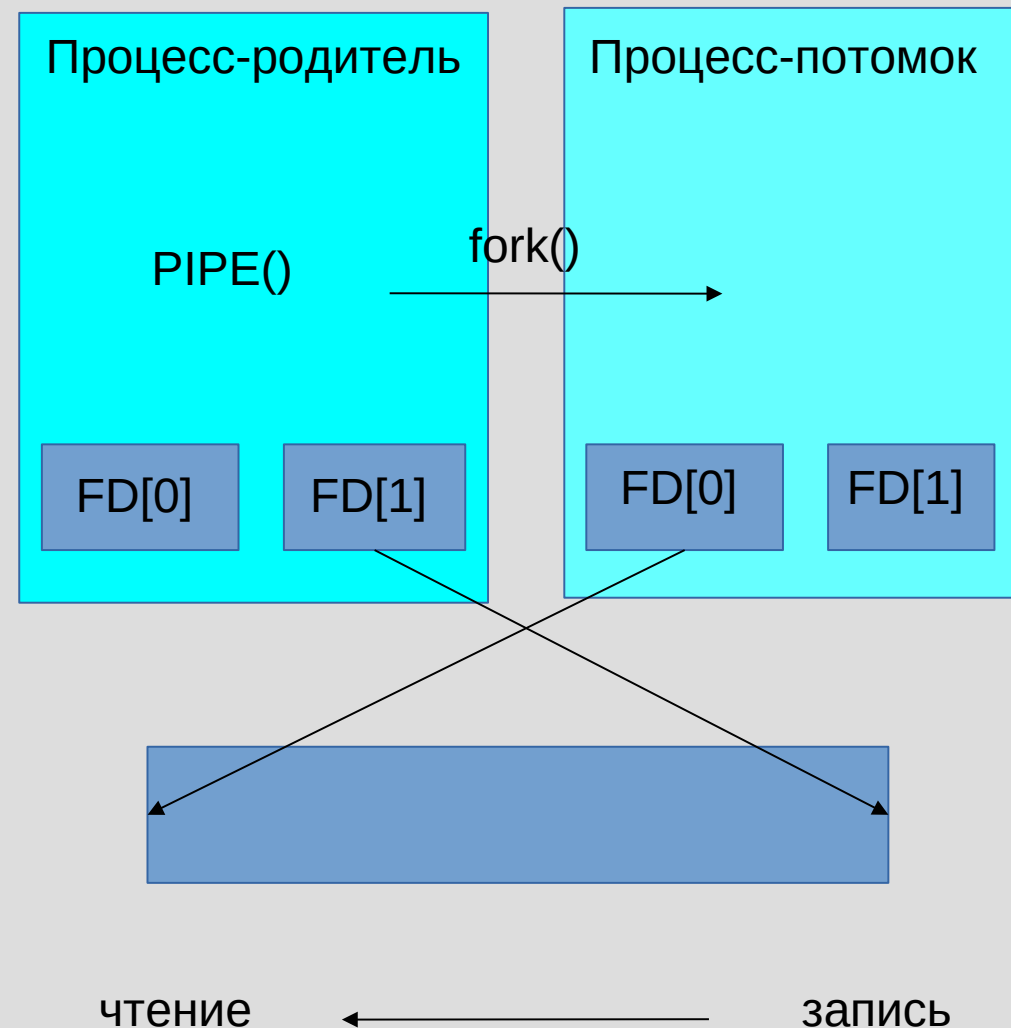 Процесс-родитель
Процесс-потомок
PIPE()
fork()
FD[0]
FD[1]
FD[0]
FD[1]
чтение
запись